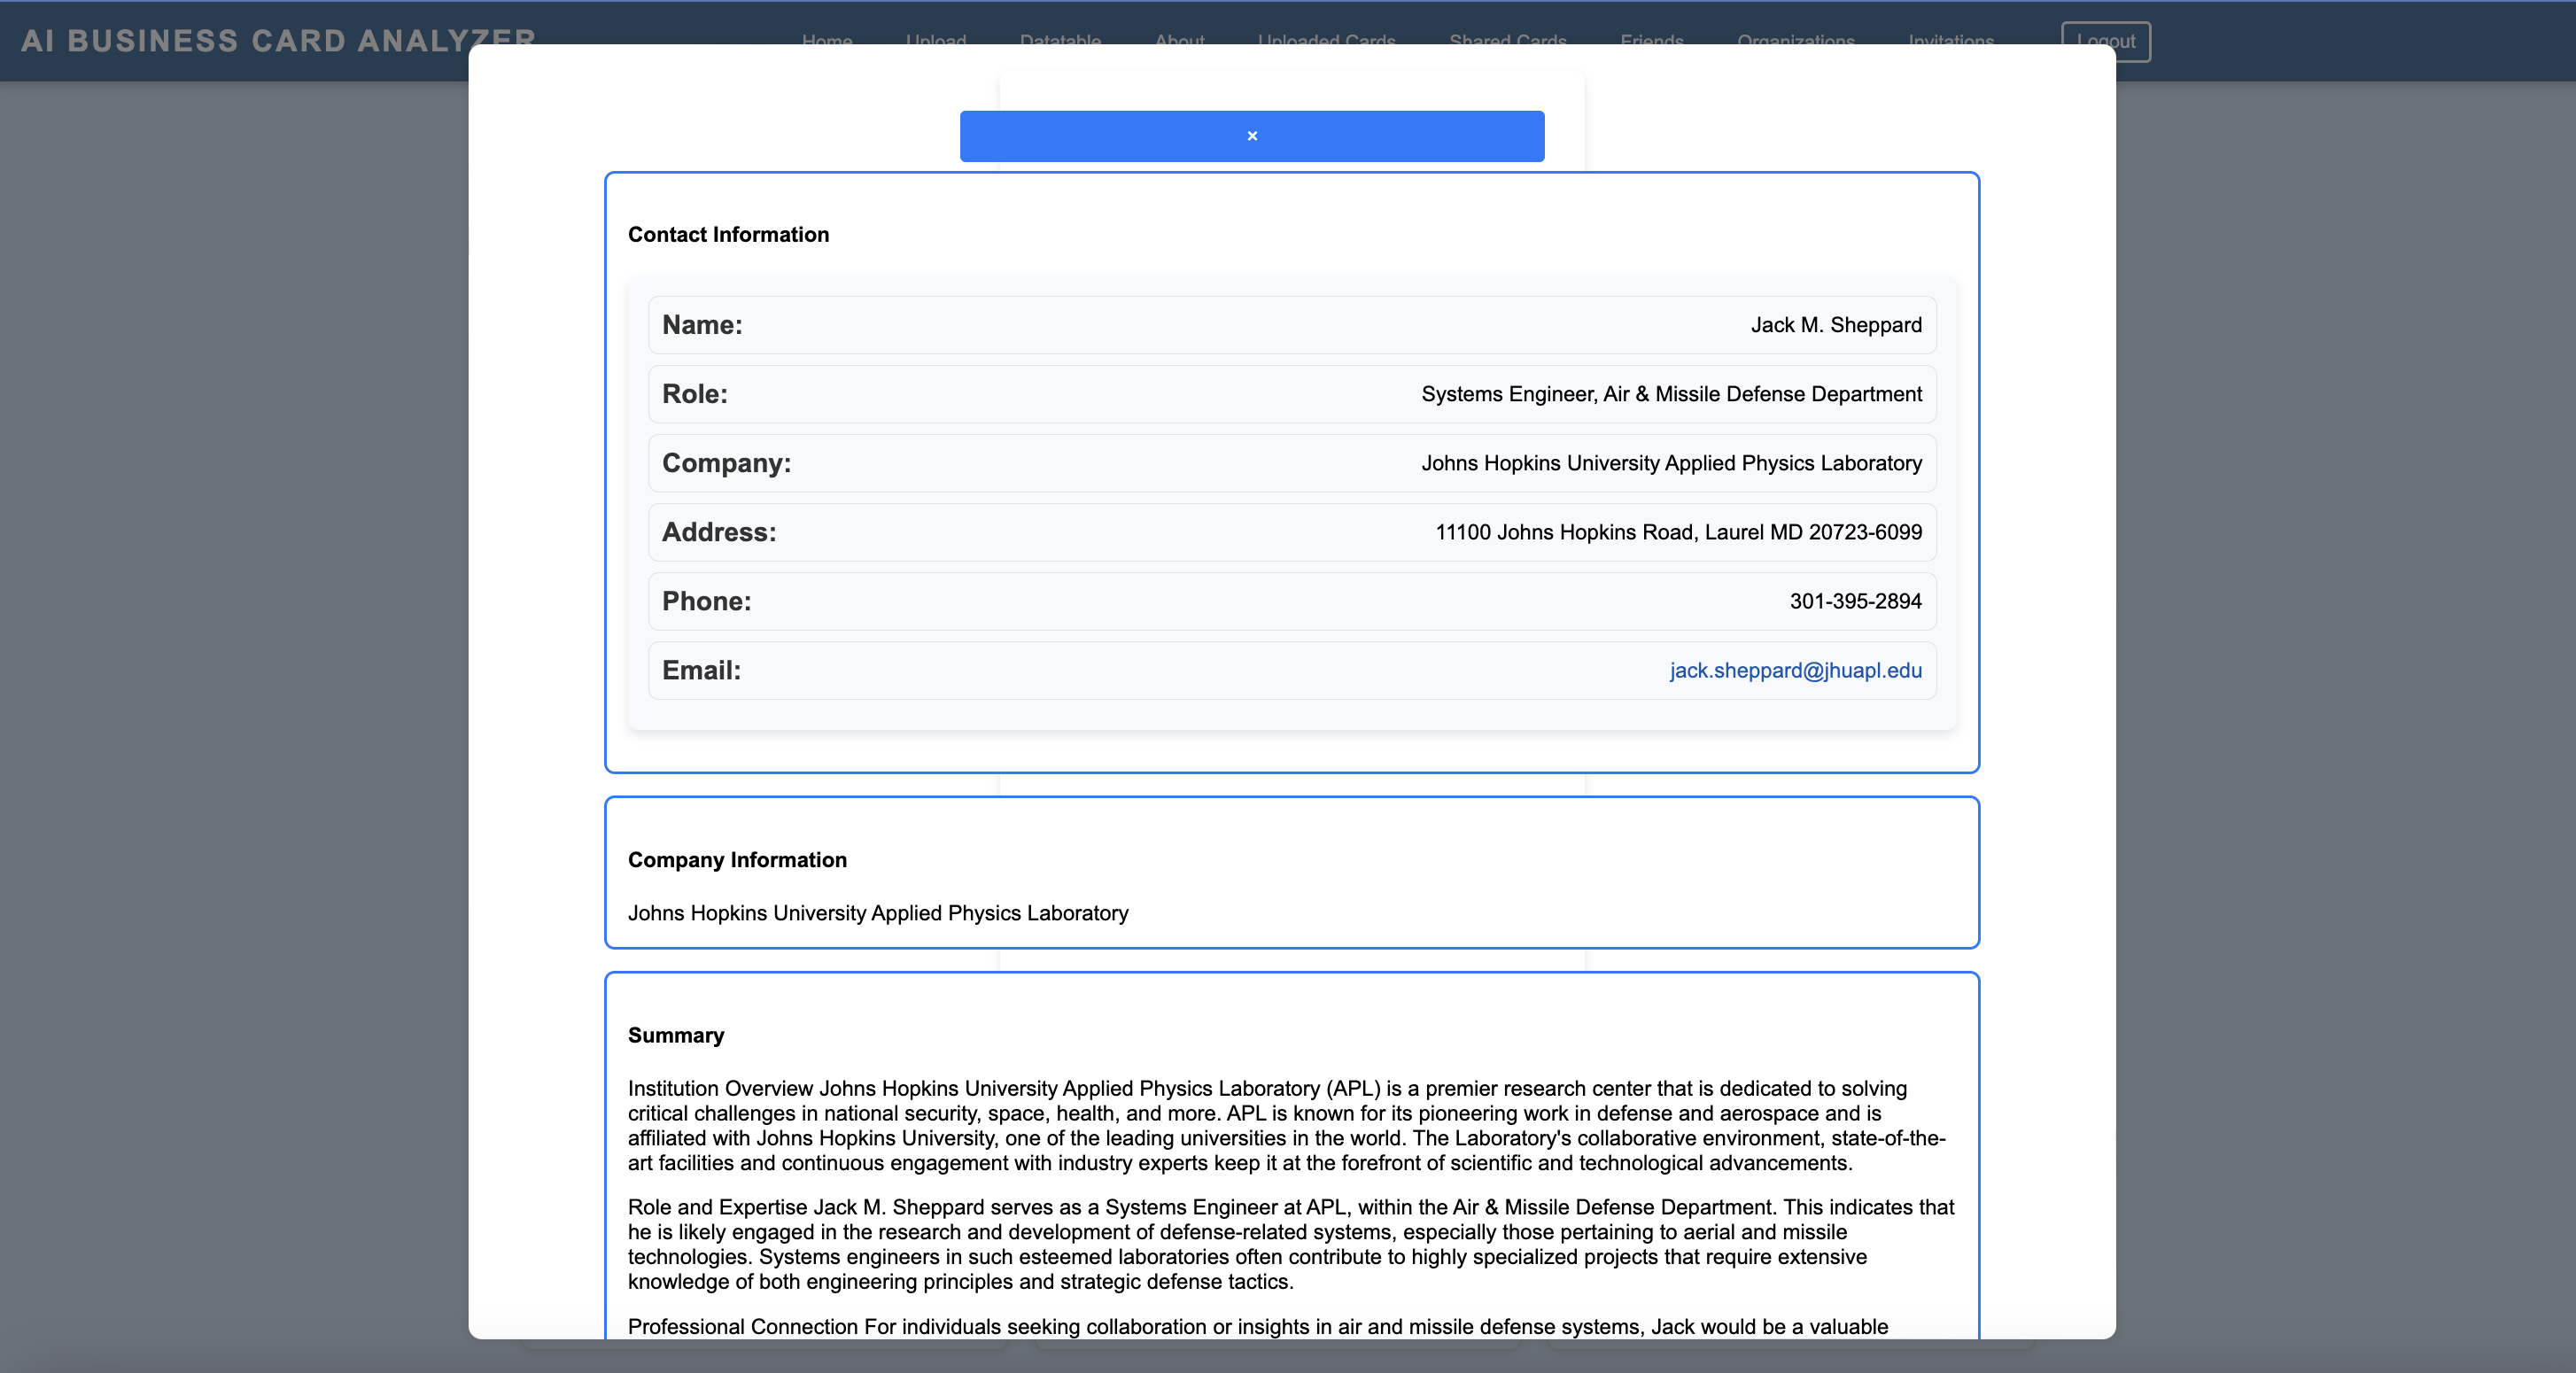 AI BUSINESS CARD ANALYZER
Home Upload Datatable About Uploaded Cards Shared Cards Friends Organizations Invitations Logout
×
Contact Information
Name: Jack M. Sheppard
Role: Systems Engineer, Air & Missile Defense Department
Company: Johns Hopkins University Applied Physics Laboratory
Address: 11100 Johns Hopkins Road, Laurel MD 20723-6099
Phone: 301-395-2894
Email: jack.sheppard@jhuapl.edu
Company Information
Johns Hopkins University Applied Physics Laboratory
Summary
Institution Overview Johns Hopkins University Applied Physics Laboratory (APL) is a premier research center that is dedicated to solving
critical challenges in national security, space, health, and more. APL is known for its pioneering work in defense and aerospace and is
affiliated with Johns Hopkins University, one of the leading universities in the world. The Laboratory's collaborative environment, state-of-the-
art facilities and continuous engagement with industry experts keep it at the forefront of scientific and technological advancements.
Role and Expertise Jack M. Sheppard serves as a Systems Engineer at APL, within the Air & Missile Defense Department. This indicates that
he is likely engaged in the research and development of defense-related systems, especially those pertaining to aerial and missile
technologies. Systems engineers in such esteemed laboratories often contribute to highly specialized projects that require extensive
knowledge of both engineering principles and strategic defense tactics.
Professional Connection For individuals seeking collaboration or insights in air and missile defense systems, Jack would be a valuable